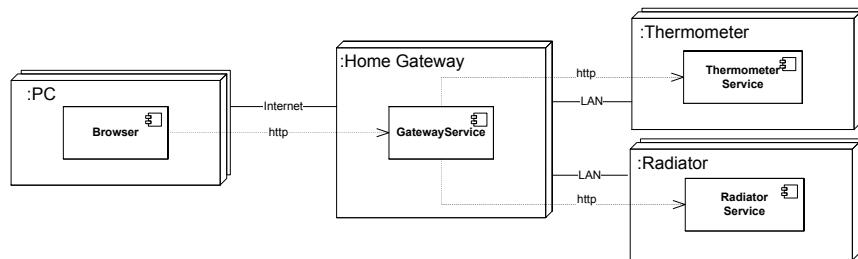 :PC
Browser
Internet
http
:Home Gateway
GatewayService
http
LAN
:Thermometer
Thermometer
Service
LAN
http
:Radiator
Radiator
Service